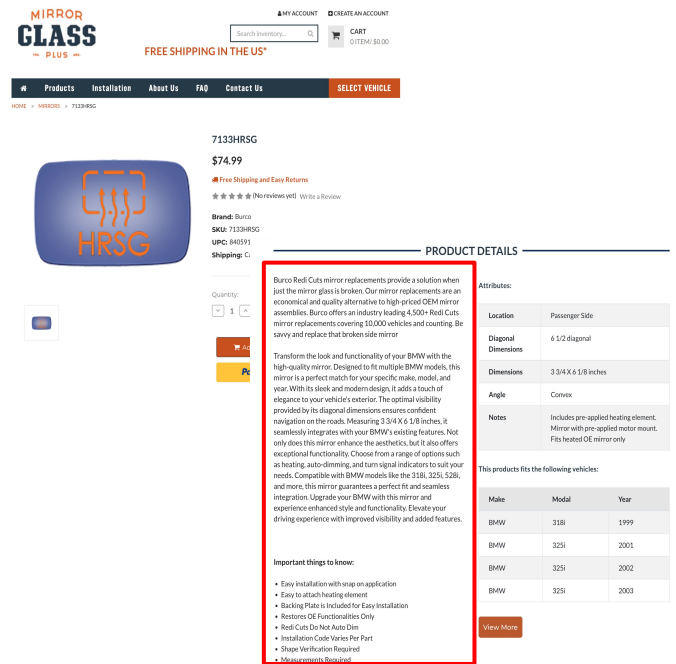 MIRROR
GLASS
PLUS
MY ACCOUNT CREATE AN ACCOUNT
Search inventory...
CART
0 ITEM/ $0.00
FREE SHIPPING IN THE US*
Products Installation About Us FAQ Contact Us SELECT VEHICLE
HOME > MIRRORS > 7133HRSG
7133HRSG
$74.99
Free Shipping and Easy Returns
(No reviews yet) Write a Review
Brand: Burco
SKU: 7133HRSG
UPC: 840591
Shipping:
HRSG
Quantity:
1
PRODUCT DETAILS
Burco Redi Cuts mirror replacements provide a solution when
just the mirror glass is broken. Our mirror replacements are an
economical and quality alternative to high-priced OEM mirror
assemblies. Burco offers an industry leading 4,500+ Redi Cuts
mirror replacements covering 10,000 vehicles and counting. Be
savvy and replace that broken side mirror
Transform the look and functionality of your BMW with the
high-quality mirror. Designed to fit multiple BMW models, this
mirror is a perfect match for your specific make, model, and
year. With its sleek and modern design, it adds a touch of
elegance to your vehicle's exterior. The optimal visibility
provided by its diagonal dimensions ensures confident
navigation on the roads. Measuring 3 3/4 X 6 1/8 inches, it
seamlessly integrates with your BMW's existing features. Not
only does this mirror enhance the aesthetics, but it also offers
exceptional functionality. Choose from a range of options such
as heating, auto-dimming, and turn signal indicators to suit your
needs. Compatible with BMW models like the 318i, 325i, 528i,
and more, this mirror guarantees a perfect fit and seamless
integration. Upgrade your BMW with this mirror and
experience enhanced style and functionality. Elevate your
driving experience with improved visibility and added features.
Important things to know:
• Easy installation with snap on application
• Easy to attach heating element
• Backing Plate is Included for Easy Installation
• Restores OE Functionalities Only
• Redi Cuts Do Not Auto Dim
• Installation Code Varies Per Part
• Shape Verification Required
• Measurements Required
Attributes:
Location Passenger Side
Diagonal
Dimensions
6 1/2 diagonal
Dimensions 3 3/4 X 6 1/8 inches
Angle Convex
Notes Includes pre-applied heating element.
Mirror with pre-applied motor mount.
Fits heated OE mirror only
This products fits the following vehicles:
Make Modal Year
BMW 318i 1999
BMW 325i 2001
BMW 325i 2002
BMW 325i 2003
View More